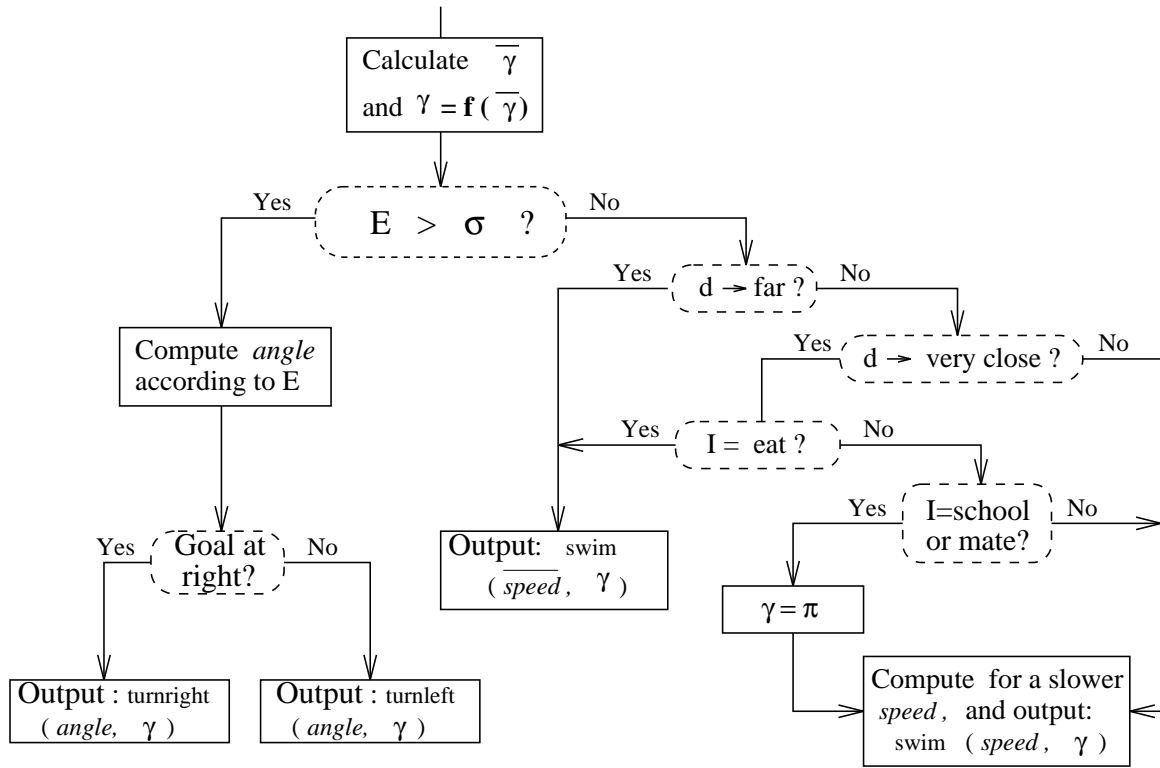 Calculate γ̅
and γ = f ( γ̅ )
Yes
E > σ ?
No
Yes
d → far ?
No
Compute angle
according to E
Yes
d → very close ?
No
Yes
I = eat ?
No
Yes
I=school
or mate?
No
Yes
Goal at
right?
No
Output: swim
( s̅p̅e̅e̅d̅ , γ )
γ = π
Output : turnright
( angle, γ )
Output : turnleft
( angle, γ )
Compute for a slower
speed , and output:
swim ( speed , γ )